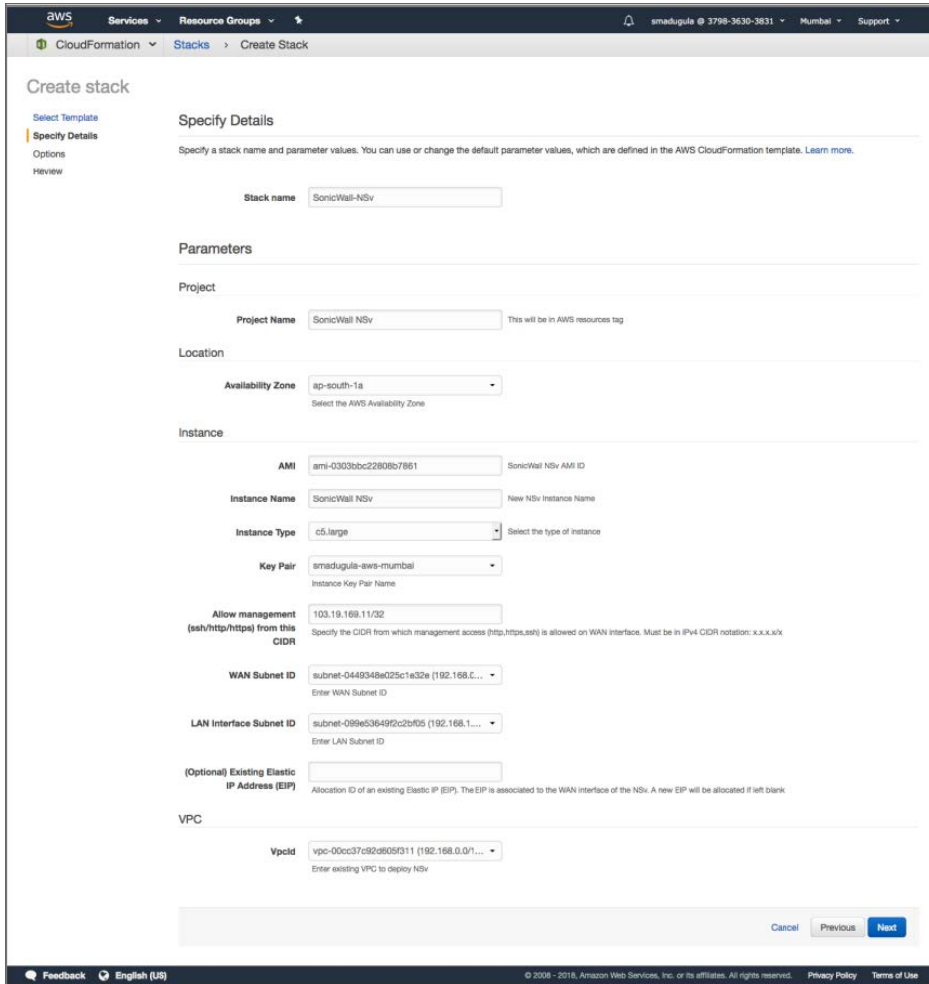 aws Services Resource Groups smadugula @ 3798-3630-3831 Mumbai Support
CloudFormation Stacks > Create Stack
Create stack
Select Template
Specify Details
Options
Review
Specify Details
Specify a stack name and parameter values. You can use or change the default parameter values, which are defined in the AWS CloudFormation template. Learn more.
Stack name SonicWall-NSv
Parameters
Project
Project Name SonicWall NSv This will be in AWS resources tag
Location
Availability Zone ap-south-1a
Select the AWS Availability Zone
Instance
AMI ami-0303bbc22808b7861 SonicWall NSv AMI ID
Instance Name SonicWall NSv New NSv Instance Name
Instance Type c5.large Select the type of instance
Key Pair smadugula-aws-mumbai
Instance Key Pair Name
Allow management (ssh/http/https) from this CIDR 103.19.169.11/32
Specify the CIDR from which management access (http,https,ssh) is allowed on WAN interface. Must be in IPv4 CIDR notation: x.x.x.x/x
WAN Subnet ID subnet-0449348e025c1e32e (192.168.0...
Enter WAN Subnet ID
LAN Interface Subnet ID subnet-099e53649f2c2bf05 (192.168.1....
Enter LAN Subnet ID
(Optional) Existing Elastic IP Address (EIP)
Allocation ID of an existing Elastic IP (EIP). The EIP is associated to the WAN interface of the NSv. A new EIP will be allocated if left blank
VPC
VpcId vpc-00cc37c92d605f311 (192.168.0.0/1...
Enter existing VPC to deploy NSv
Cancel Previous Next
Feedback English (US) © 2008 - 2018, Amazon Web Services, Inc. or its affiliates. All rights reserved. Privacy Policy Terms of Use